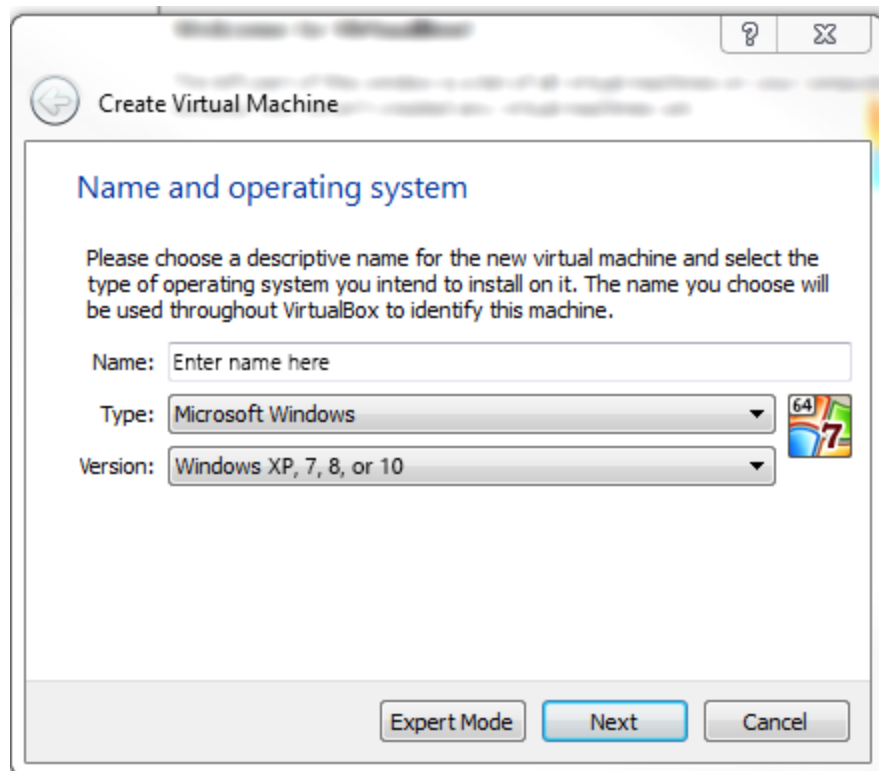 Welcome to VirtualBox!
Create Virtual Machine
Name and operating system
Please choose a descriptive name for the new virtual machine and select the
type of operating system you intend to install on it. The name you choose will
be used throughout VirtualBox to identify this machine.
Name: Enter name here
Type: Microsoft Windows
64
7
Version: Windows XP, 7, 8, or 10
Expert Mode Next Cancel